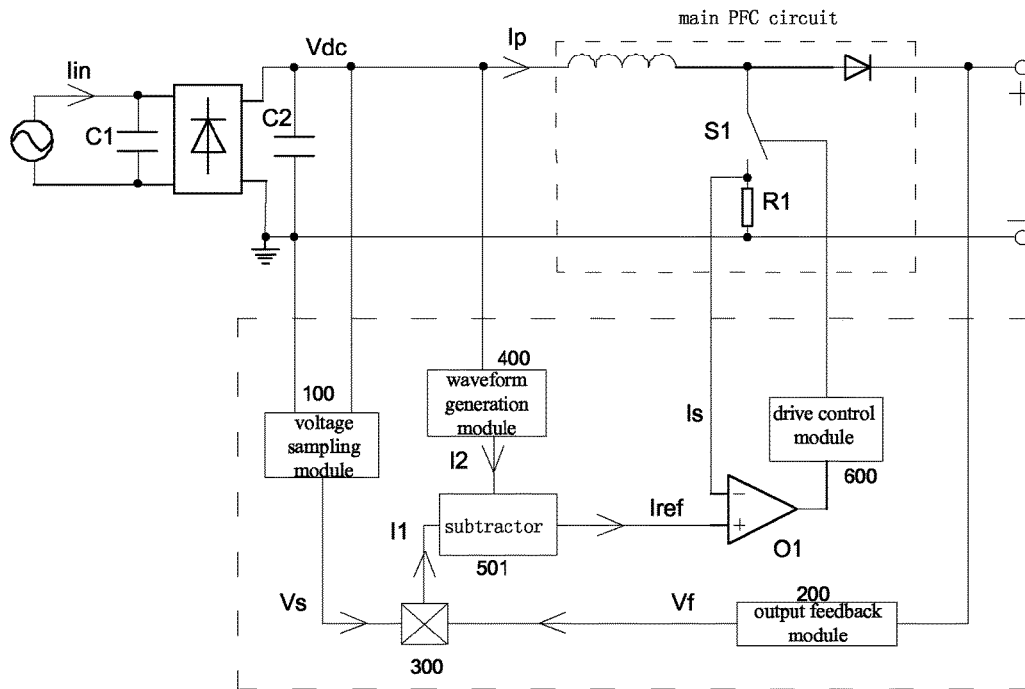 main PFC circuit
Vdc
Ip
Iin
C1
C2
S1
R1
+
−
100
voltage
sampling
module
400
waveform
generation
module
Is
drive control
module
600
I2
I1
subtractor
501
Iref
−
+
O1
Vs
300
Vf
200
output feedback
module